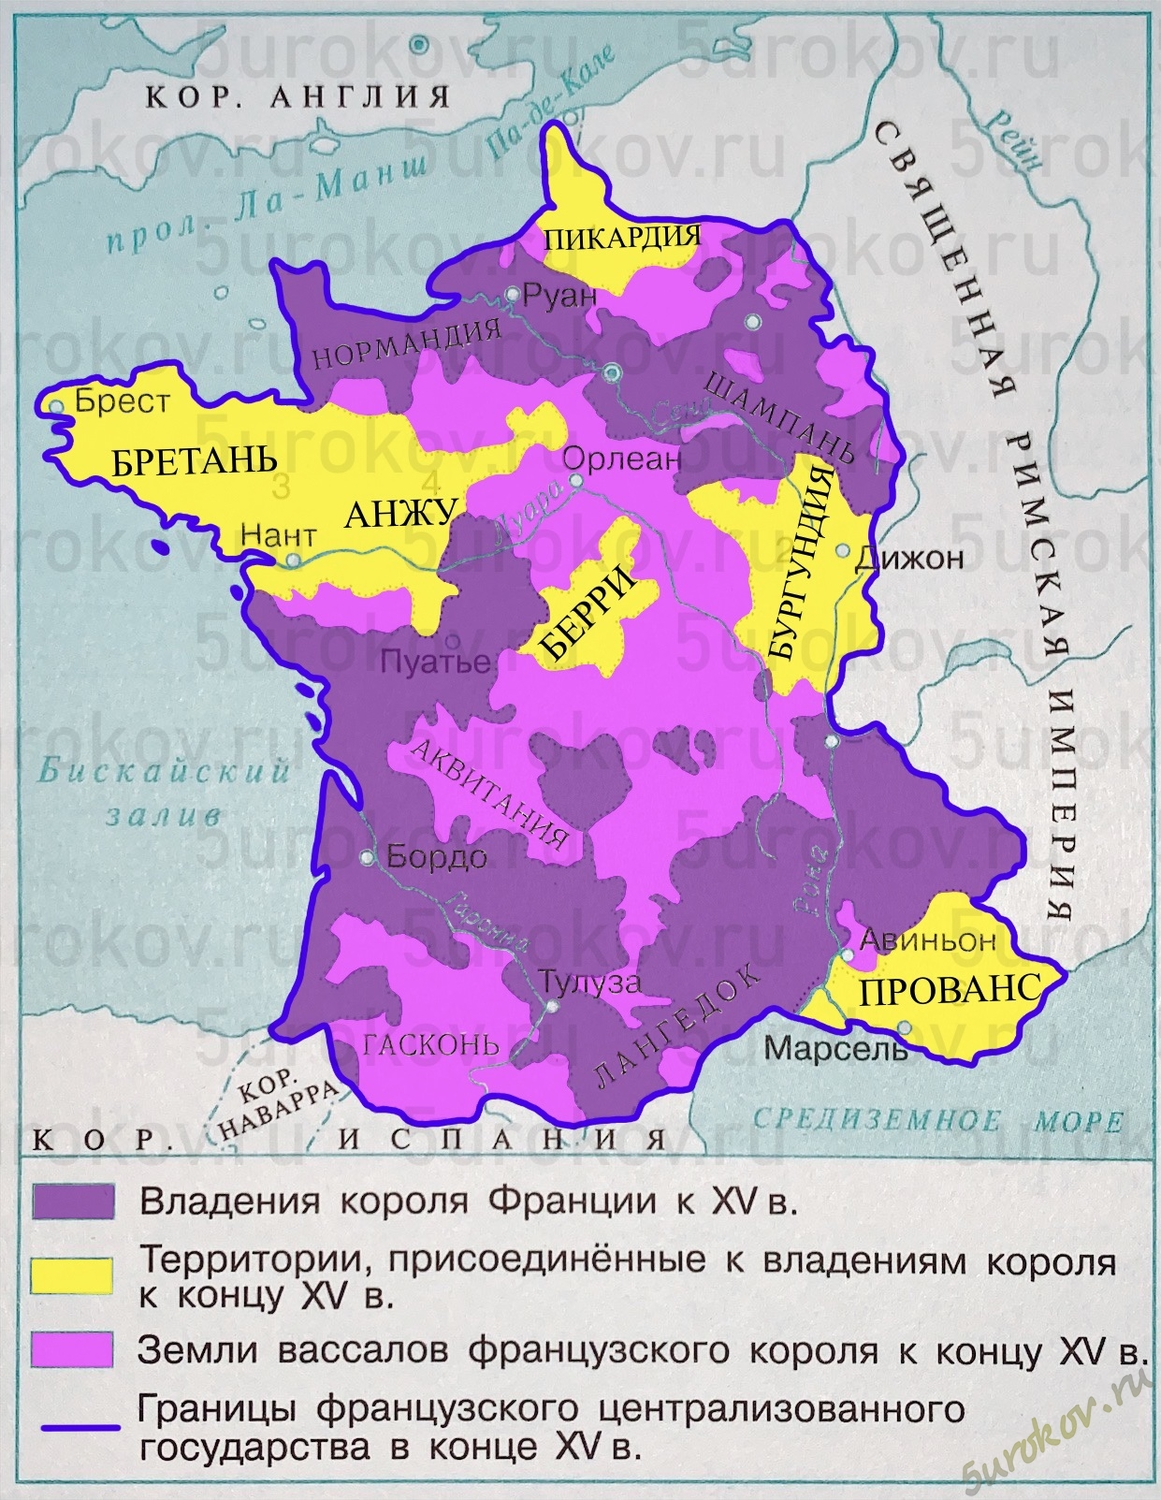 КОР. АНГЛИЯ
Па-де-Кале
прол. Ла-Манш
Рейн
СВЯЩЕННАЯ РИМСКАЯ ИМПЕРИЯ
ПИКАРДИЯ
Руан
НОРМАНДИЯ
ШАМПАНЬ
Сена
Брест
БРЕТАНЬ
3
4
Орлеан
АНЖУ
Луара
Нант
БУРГУНДИЯ
2
Дижон
БЕРРИ
Пуатье
АКВИТАНИЯ
Бискайский
залив
Бордо
Гаронна
Рона
Авиньон
ПРОВАНС
Тулуза
ЛАНГЕДОК
ГАСКОНЬ
Марсель
КОР.
НАВАРРА
СРЕДИЗЕМНОЕ МОРЕ
КОР. ИСПАНИЯ
Владения короля Франции к XV в.
Территории, присоединённые к владениям короля
к концу XV в.
Земли вассалов французского короля к концу XV в.
Границы французского централизованного
государства в конце XV в.
5urokov.ru